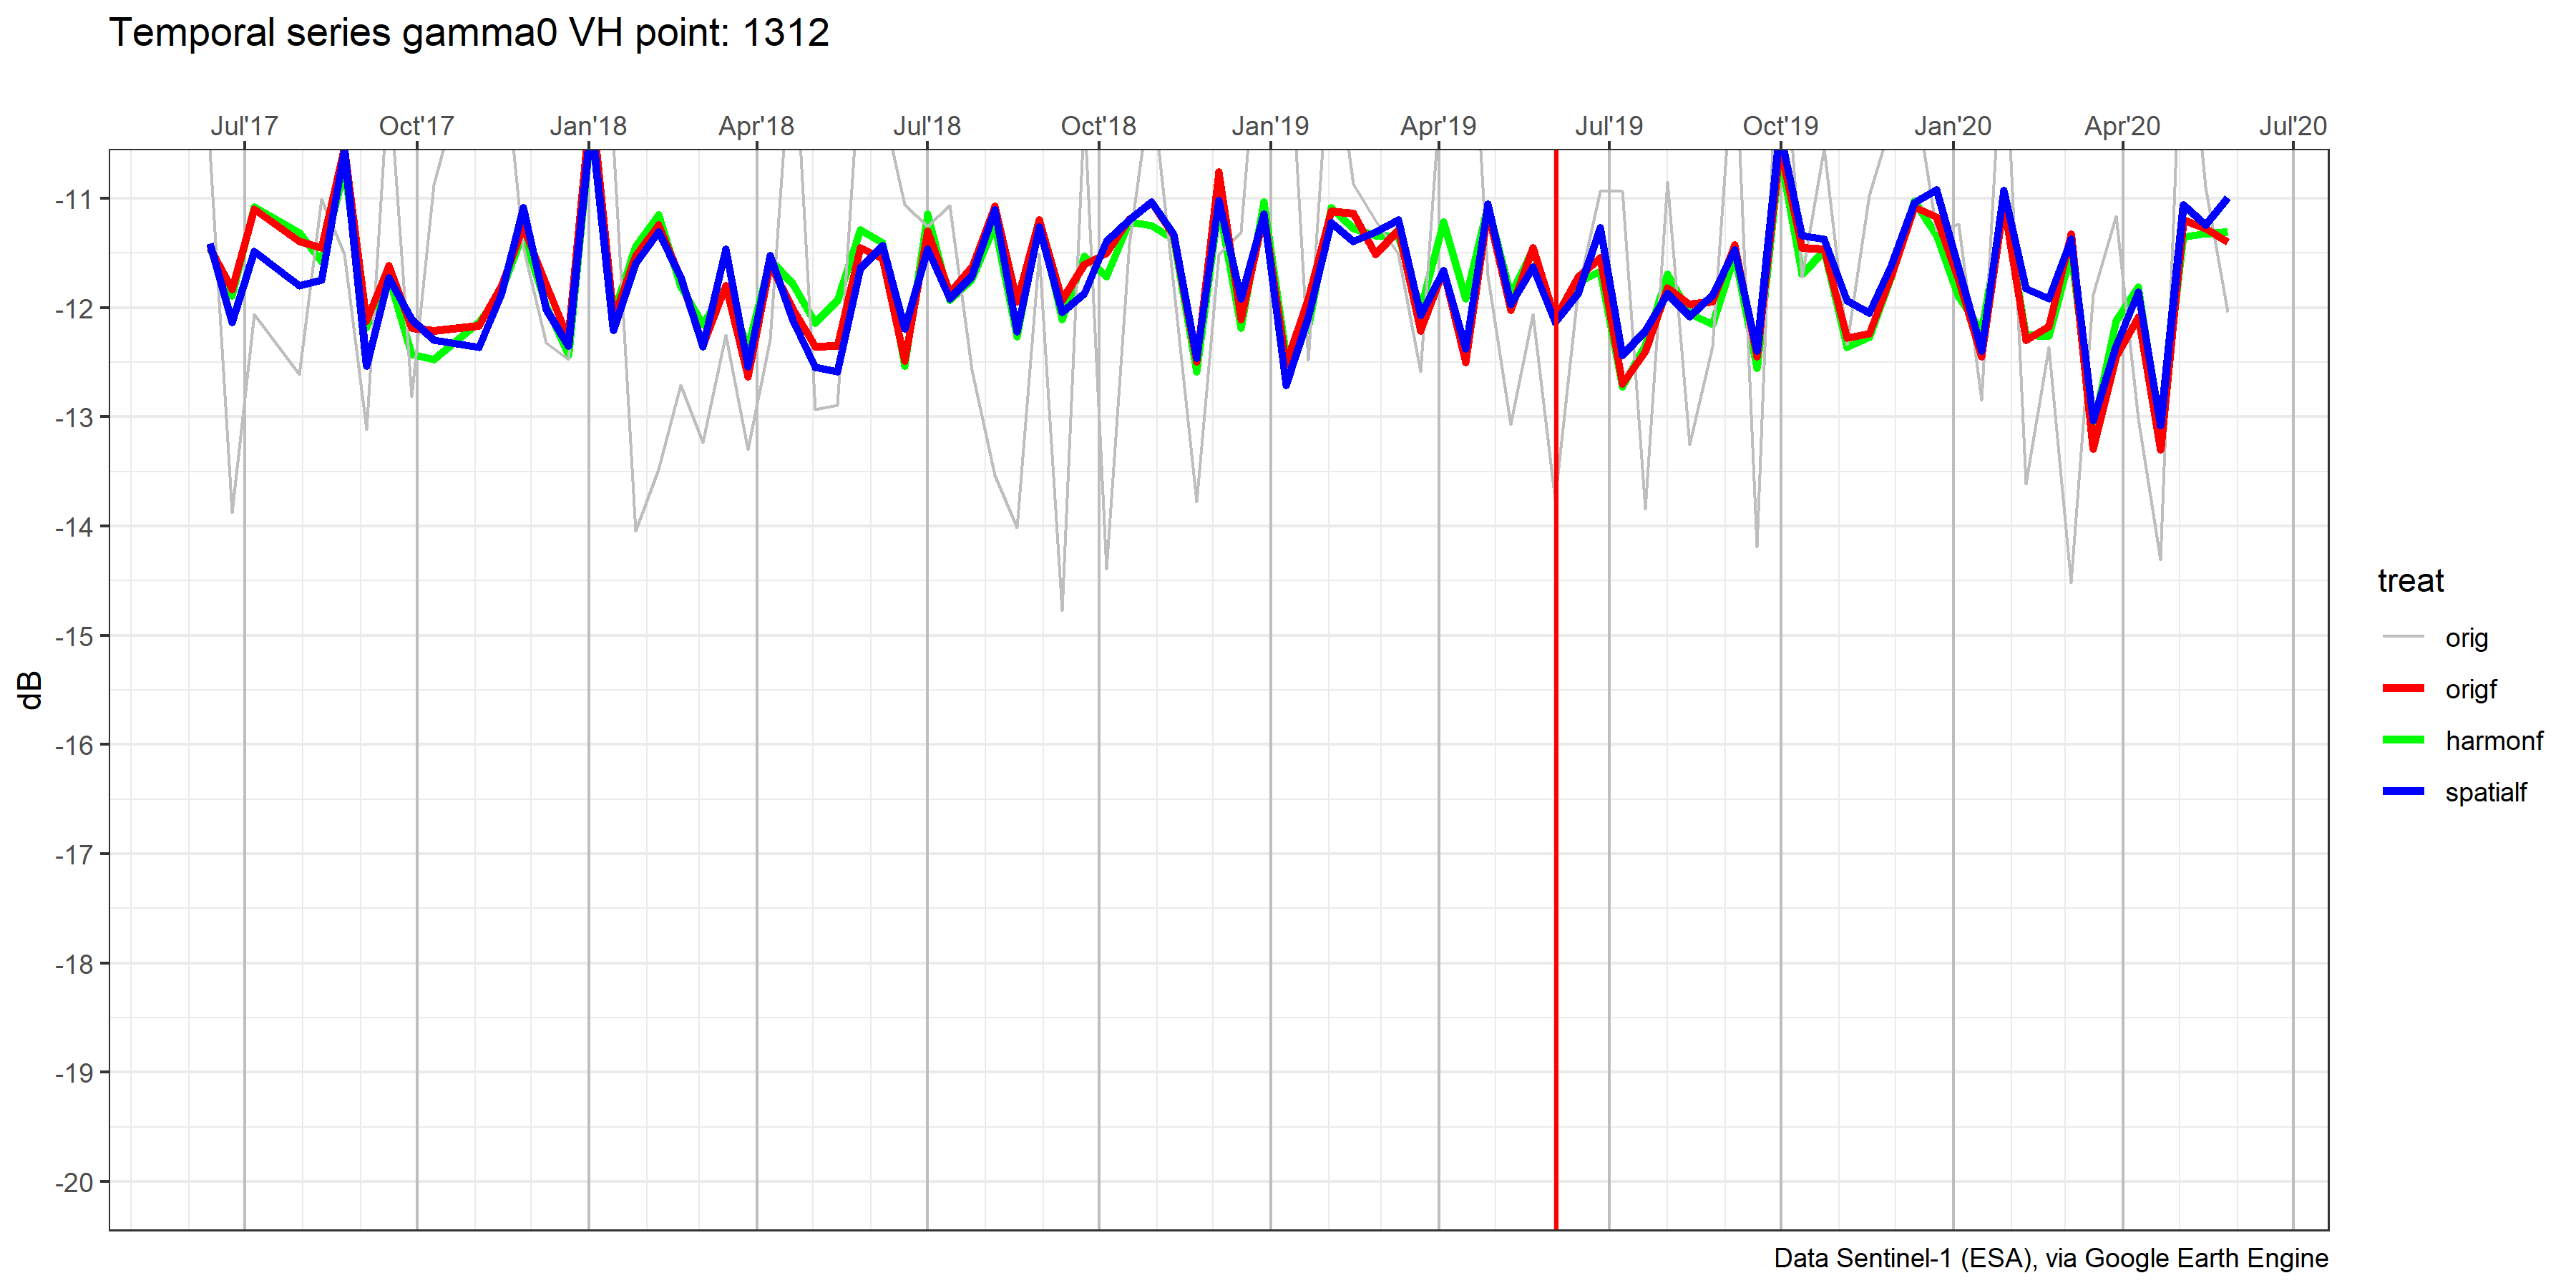 Temporal series gamma0 VH point: 1312
Jul'17 Oct'17 Jan'18 Apr'18 Jul'18 Oct'18 Jan'19 Apr'19 Jul'19 Oct'19 Jan'20 Apr'20 Jul'20
-11
-12
-13
-14
-15
-16
-17
-18
-19
-20
dB
treat
orig
origf
harmonf
spatialf
Data Sentinel-1 (ESA), via Google Earth Engine